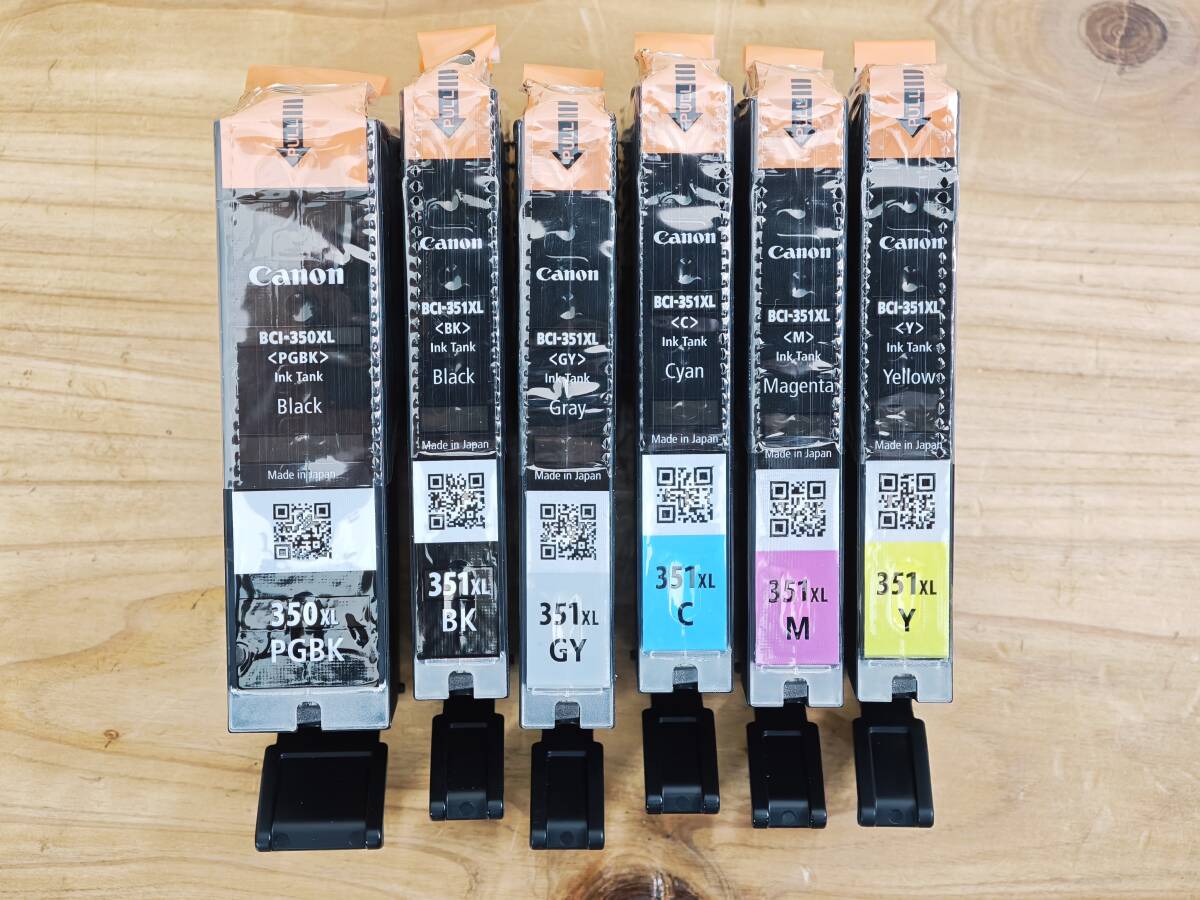 PULL
Canon
BCI-350XL
<PGBK>
Ink Tank
Black
Made in Japan
350XL
PGBK
PULL
Canon
BCI-351XL
<BK>
Ink Tank
Black
Made in Japan
351XL
BK
PULL
Canon
BCI-351XL
<GY>
Ink Tank
Gray
Made in Japan
351XL
GY
PULL
Canon
BCI-351XL
<C>
Ink Tank
Cyan
Made in Japan
351XL
C
PULL
Canon
BCI-351XL
<M>
Ink Tank
Magenta
Made in Japan
351XL
M
PULL
Canon
BCI-351XL
<Y>
Ink Tank
Yellow
Made in Japan
351XL
Y